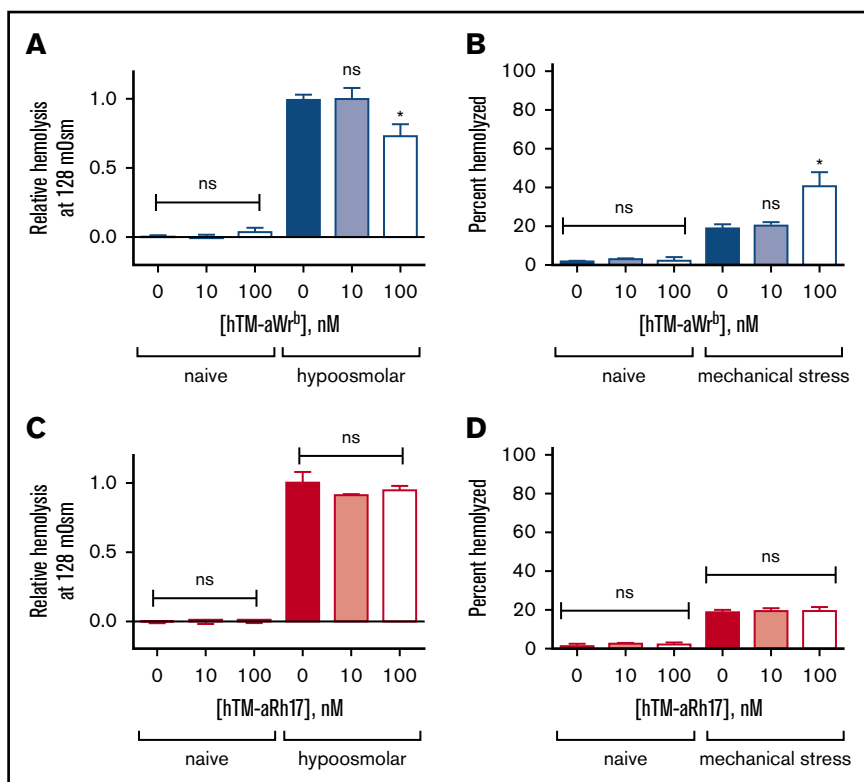 A
Relative hemolysis
at 128 mOsm
1.0
0.5
0.0
ns
ns
*
0 10 100 0 10 100
[hTM-aWrᵇ], nM
naive hypoosmolar
B
Percent hemolyzed
100
80
60
40
20
0
ns
ns
*
0 10 100 0 10 100
[hTM-aWrᵇ], nM
naive mechanical stress
C
Relative hemolysis
at 128 mOsm
1.0
0.5
0.0
ns
ns
0 10 100 0 10 100
[hTM-aRh17], nM
naive hypoosmolar
D
Percent hemolyzed
100
80
60
40
20
0
ns
ns
0 10 100 0 10 100
[hTM-aRh17], nM
naive mechanical stress